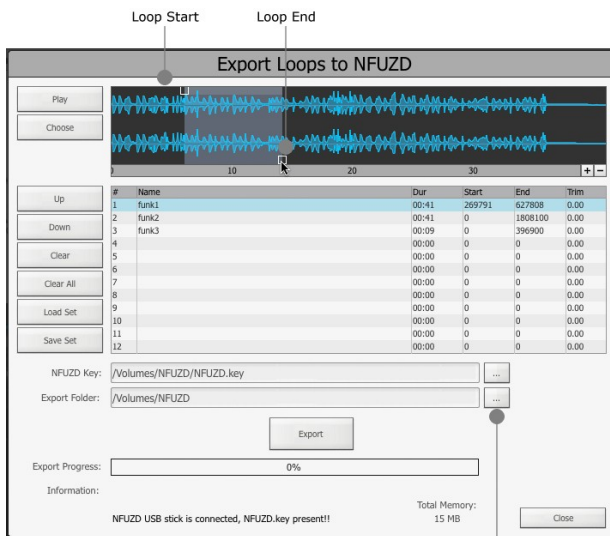 Loop Start Loop End
Export Loops to NFUZD
Play
Choose
0 10 20 30 + −
Up
Down
Clear
Clear All
Load Set
Save Set
# Name Dur Start End Trim
1 funk1 00:41 269791 627808 0.00
2 funk2 00:41 0 1808100 0.00
3 funk3 00:09 0 396900 0.00
4 00:00 0 0 0.00
5 00:00 0 0 0.00
6 00:00 0 0 0.00
7 00:00 0 0 0.00
8 00:00 0 0 0.00
9 00:00 0 0 0.00
10 00:00 0 0 0.00
11 00:00 0 0 0.00
12 00:00 0 0 0.00
NFUZD Key: /Volumes/NFUZD/NFUZD.key ...
Export Folder: /Volumes/NFUZD ...
Export
Export Progress: 0%
Information:
NFUZD USB stick is connected, NFUZD.key present!!
Total Memory:
15 MB
Close